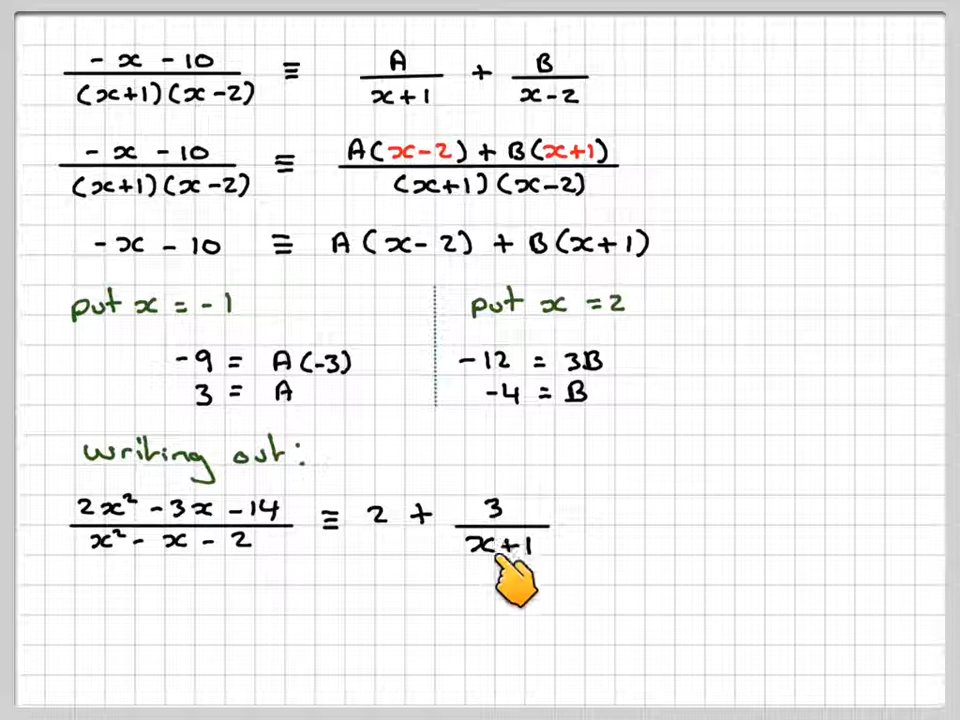 (-x - 10)/((x+1)(x-2)) ≡ A/(x+1) + B/(x-2)
(-x - 10)/((x+1)(x-2)) ≡ (A(x-2) + B(x+1))/((x+1)(x-2))
-x - 10 ≡ A(x-2) + B(x+1)
put x = -1
-9 = A(-3)
3 = A
put x = 2
-12 = 3B
-4 = B
writing out:
(2x² - 3x - 14)/(x² - x - 2) ≡ 2 + 3/(x+1)